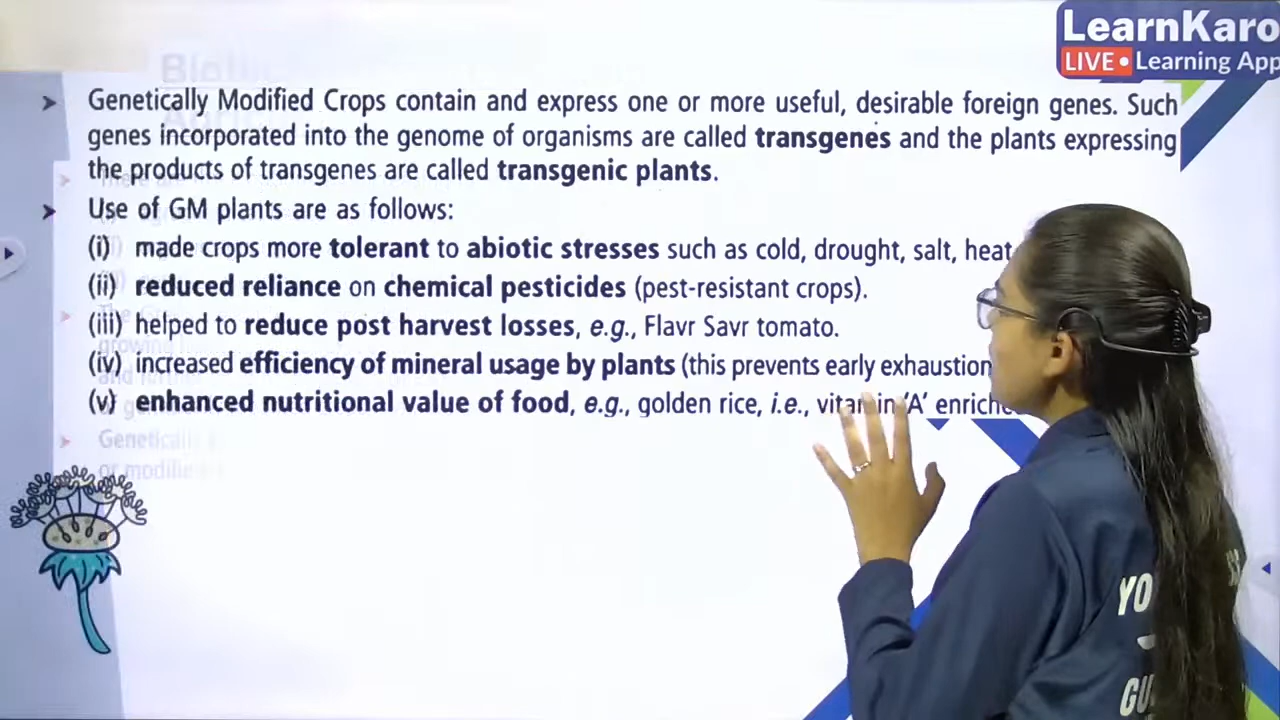 LearnKaro
LIVE • Learning App
Genetically Modified Crops contain and express one or more useful, desirable foreign genes. Such
genes incorporated into the genome of organisms are called transgenes and the plants expressing
the products of transgenes are called transgenic plants.
Use of GM plants are as follows:
(i) made crops more tolerant to abiotic stresses such as cold, drought, salt, heat
(ii) reduced reliance on chemical pesticides (pest-resistant crops).
(iii) helped to reduce post harvest losses, e.g., Flavr Savr tomato.
(iv) increased efficiency of mineral usage by plants (this prevents early exhaustion
(v) enhanced nutritional value of food, e.g., golden rice, i.e., vitamin 'A'
YO
GU